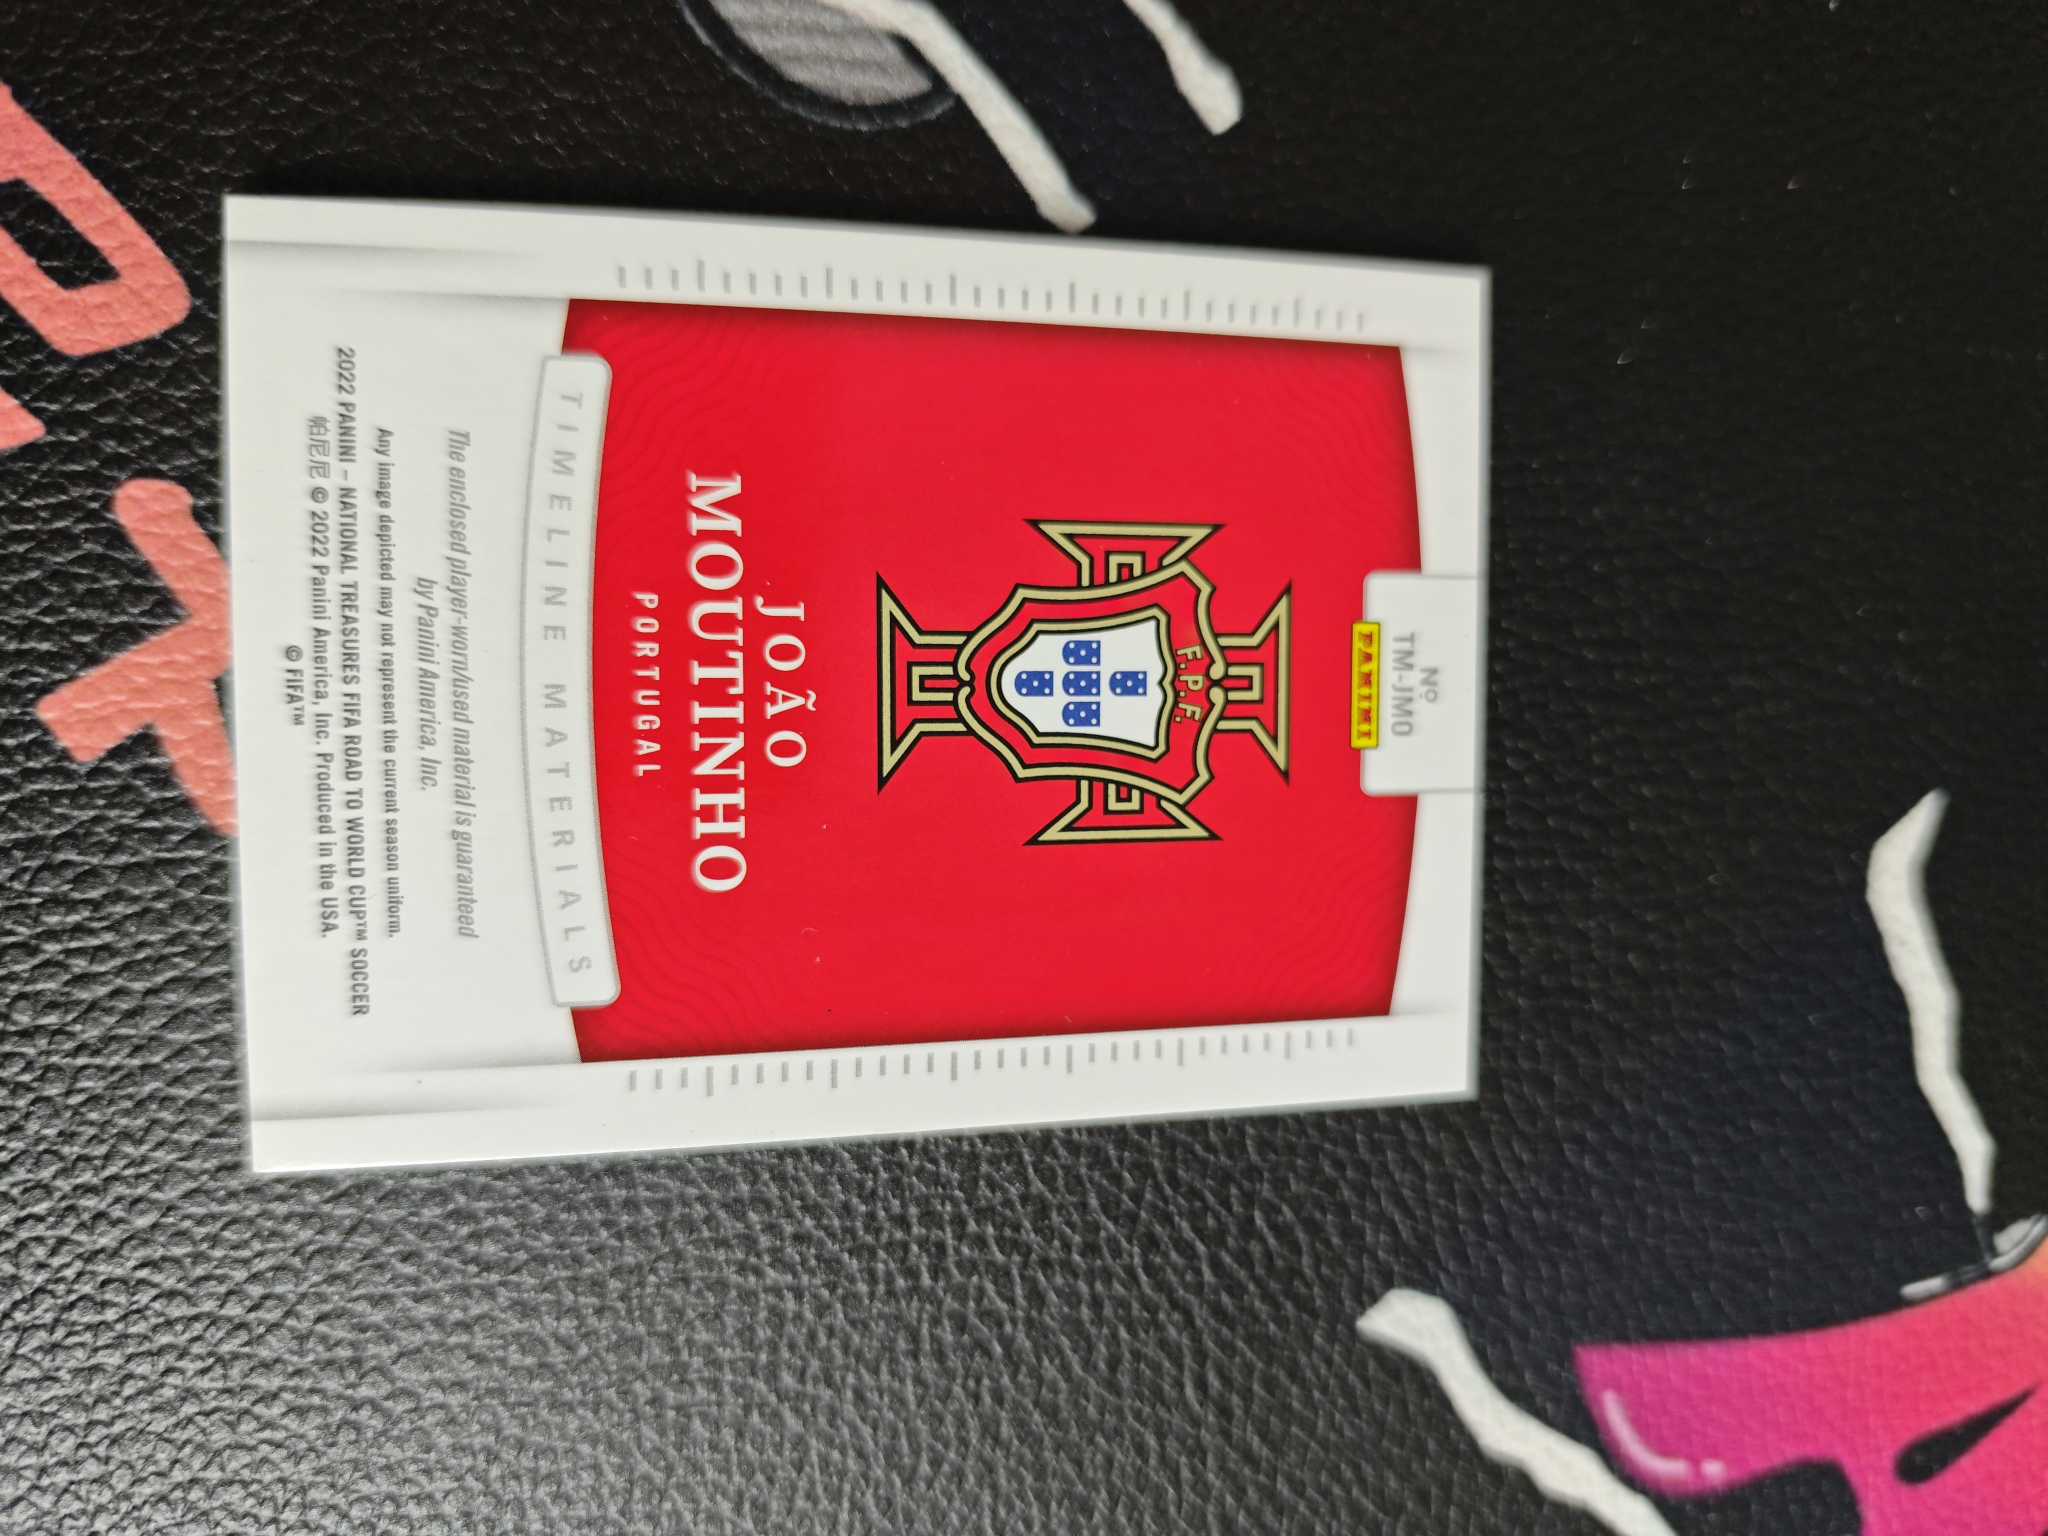 Nº
TM-JMO
PANINI
F.P.F.
JOÃO
MOUTINHO
PORTUGAL
TIMELINE MATERIALS
The enclosed player-worn/used material is guaranteed
by Panini America, Inc.
Any image depicted may not represent the current season uniform.
2022 PANINI – NATIONAL TREASURES FIFA ROAD TO WORLD CUP™ SOCCER
帕尼尼 © 2022 Panini America, Inc. Produced in the USA.
© FIFA™